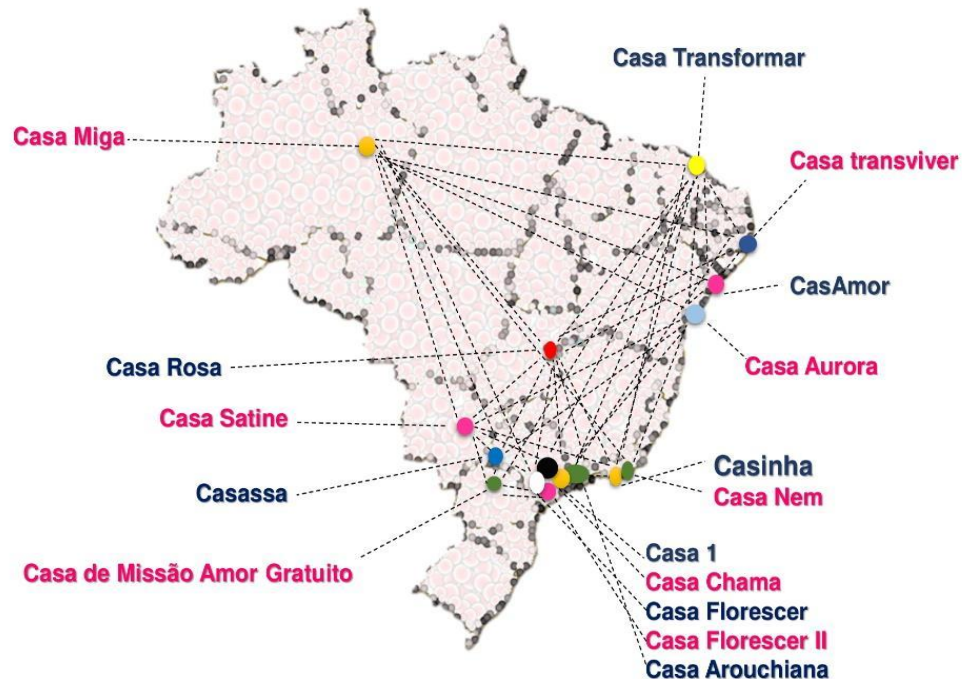 Casa Transformar
Casa Miga
Casa transviver
CasAmor
Casa Aurora
Casa Rosa
Casa Satine
Casinha
Casassa
Casa Nem
Casa 1
Casa de Missão Amor Gratuito
Casa Chama
Casa Florescer
Casa Florescer II
Casa Arouchiana